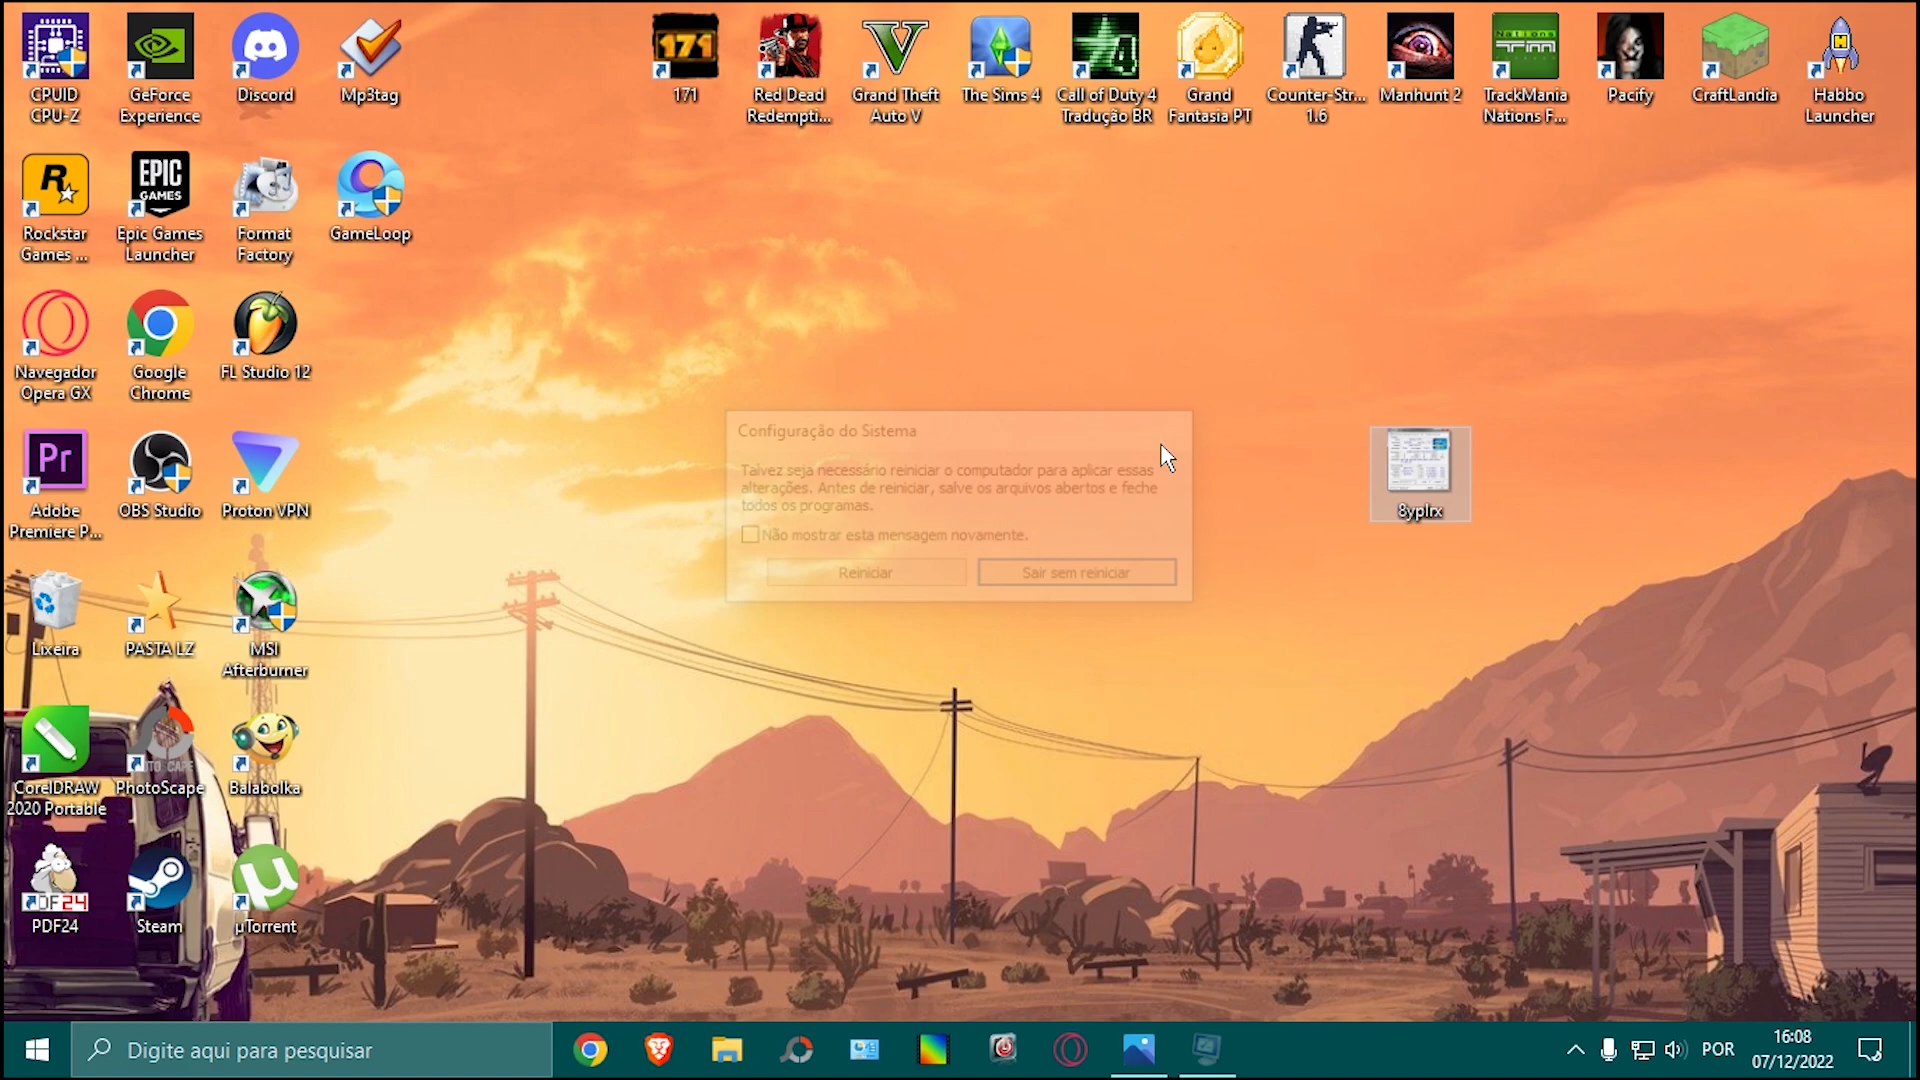 CPUID
CPU-Z
GeForce
Experience
Discord
Mp3tag
171
171
Red Dead
Redempti...
Grand Theft
Auto V
The Sims 4
4
Call of Duty 4
Tradução BR
Grand
Fantasia PT
Counter-Str...
1.6
Manhunt 2
Nations
TrackMania
Nations F...
Pacify
CraftLandia
H
Habbo
Launcher
R
Rockstar
Games ...
EPIC
GAMES
Epic Games
Launcher
Format
Factory
GameLoop
Navegador
Opera GX
Google
Chrome
FL Studio 12
Pr
Adobe
Premiere P...
OBS Studio
Proton VPN
Configuração do Sistema
Talvez seja necessário reiniciar o computador para aplicar essas
alterações. Antes de reiniciar, salve os arquivos abertos e feche
todos os programas.
Não mostrar esta mensagem novamente.
Reiniciar
Sair sem reiniciar
8yplrx
Lixeira
PASTA LZ
MSI
Afterburner
CorelDRAW
2020 Portable
PhotoScape
Balabolka
PDF24
Steam
µ
µTorrent
Digite aqui para pesquisar
POR
16:08
07/12/2022